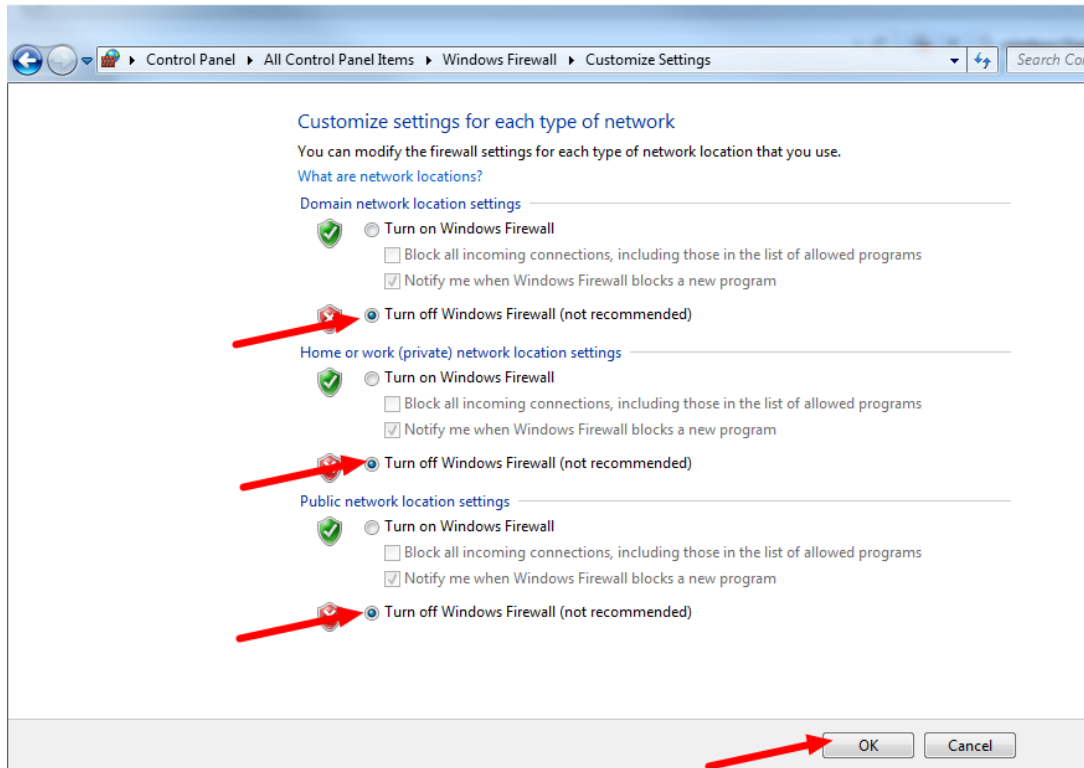 Control Panel ▸ All Control Panel Items ▸ Windows Firewall ▸ Customize Settings
Search Co
Customize settings for each type of network
You can modify the firewall settings for each type of network location that you use.
What are network locations?
Domain network location settings
Turn on Windows Firewall
Block all incoming connections, including those in the list of allowed programs
Notify me when Windows Firewall blocks a new program
Turn off Windows Firewall (not recommended)
Home or work (private) network location settings
Turn on Windows Firewall
Block all incoming connections, including those in the list of allowed programs
Notify me when Windows Firewall blocks a new program
Turn off Windows Firewall (not recommended)
Public network location settings
Turn on Windows Firewall
Block all incoming connections, including those in the list of allowed programs
Notify me when Windows Firewall blocks a new program
Turn off Windows Firewall (not recommended)
OK
Cancel